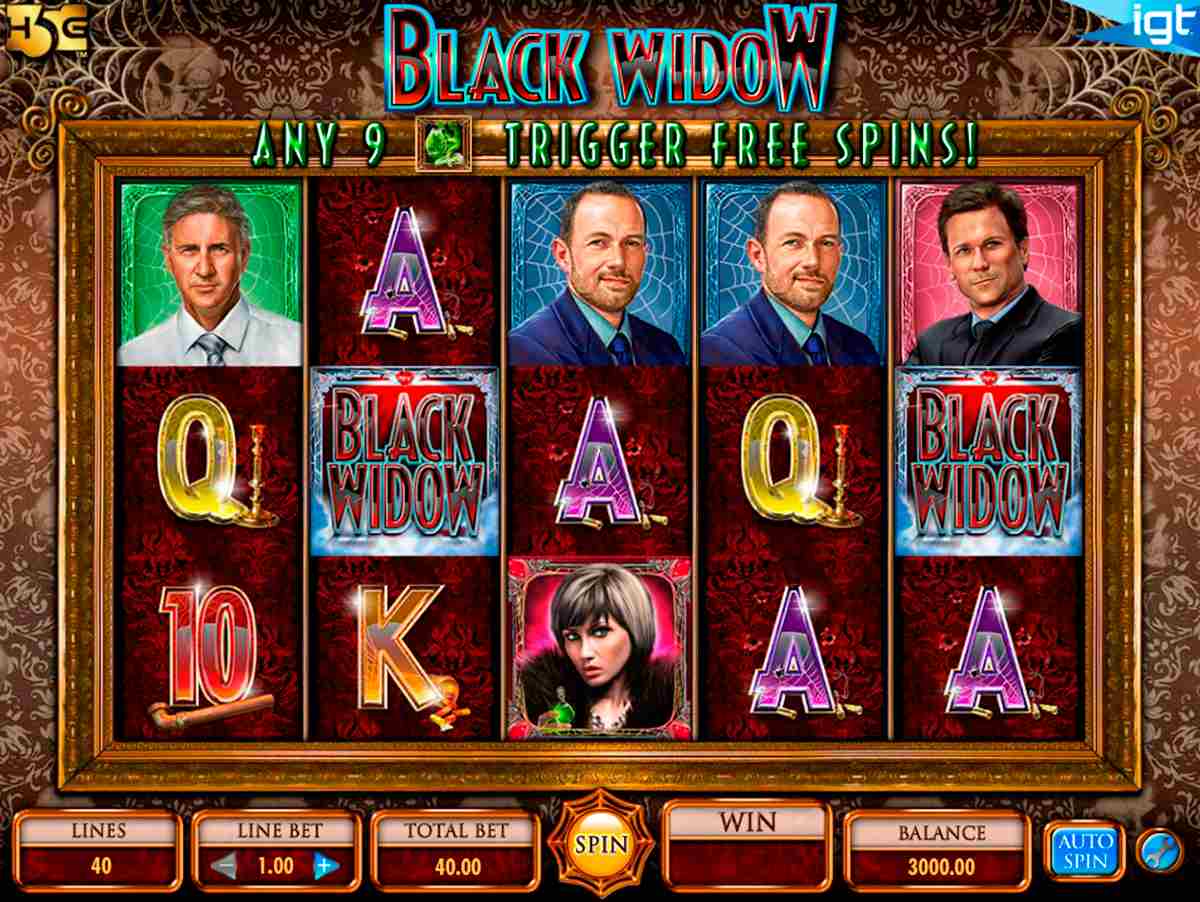 H5G™
igt
BLACK WIDOW
ANY 9 TRIGGER FREE SPINS!
A
Q
BLACK
WIDOW
A
Q
BLACK
WIDOW
10
K
A
A
LINES
40
LINE BET
− 1.00 +
TOTAL BET
40.00
SPIN
WIN
BALANCE
3000.00
AUTO
SPIN